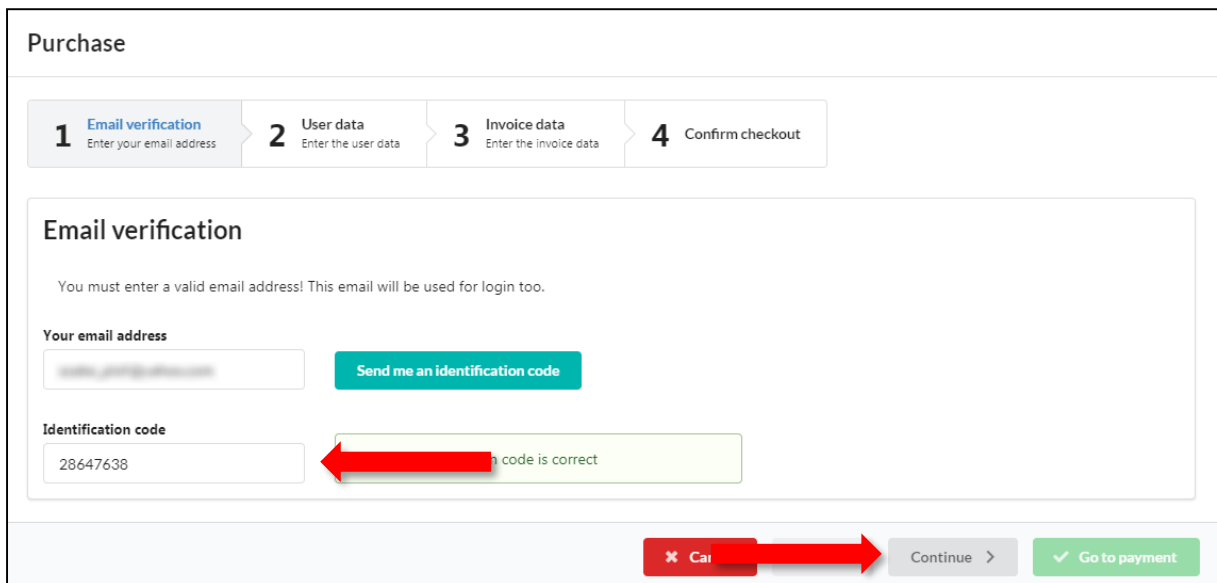 Purchase
1 Email verification
Enter your email address
2 User data
Enter the user data
3 Invoice data
Enter the invoice data
4 Confirm checkout
Email verification
You must enter a valid email address! This email will be used for login too.
Your email address
Send me an identification code
Identification code
28647638
code is correct
Continue
Go to payment